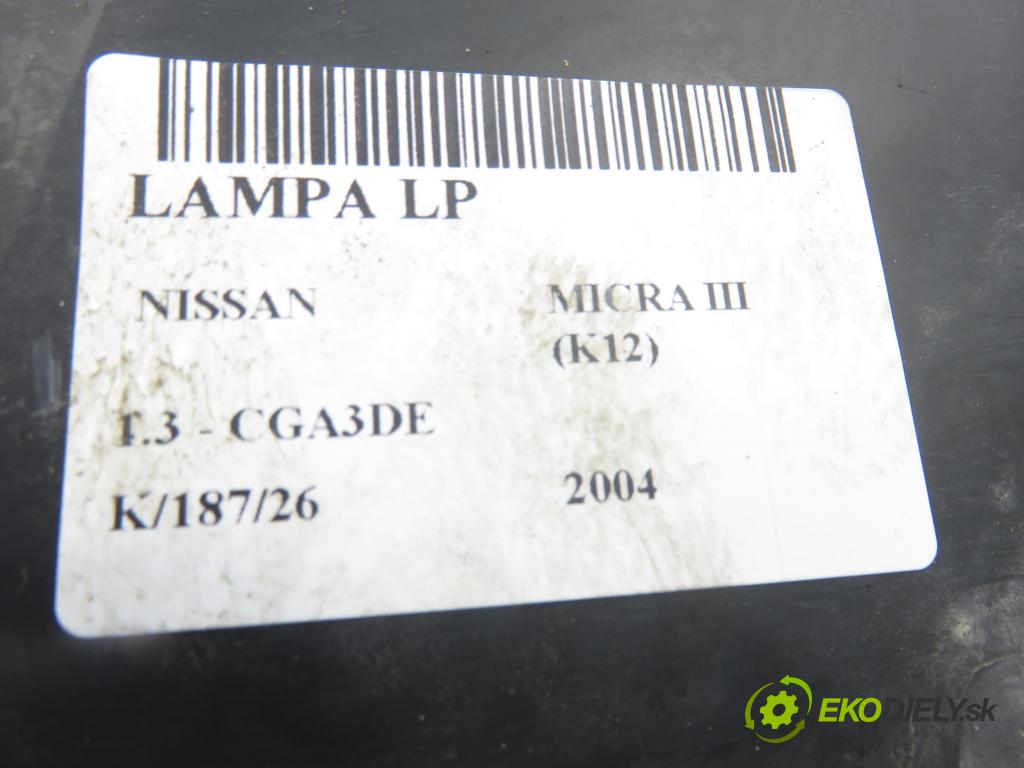 LAMPA LP
NISSAN MICRA III
(K12)
1.3 - CGA3DE
K/187/26 2004
EKODIELY.sk